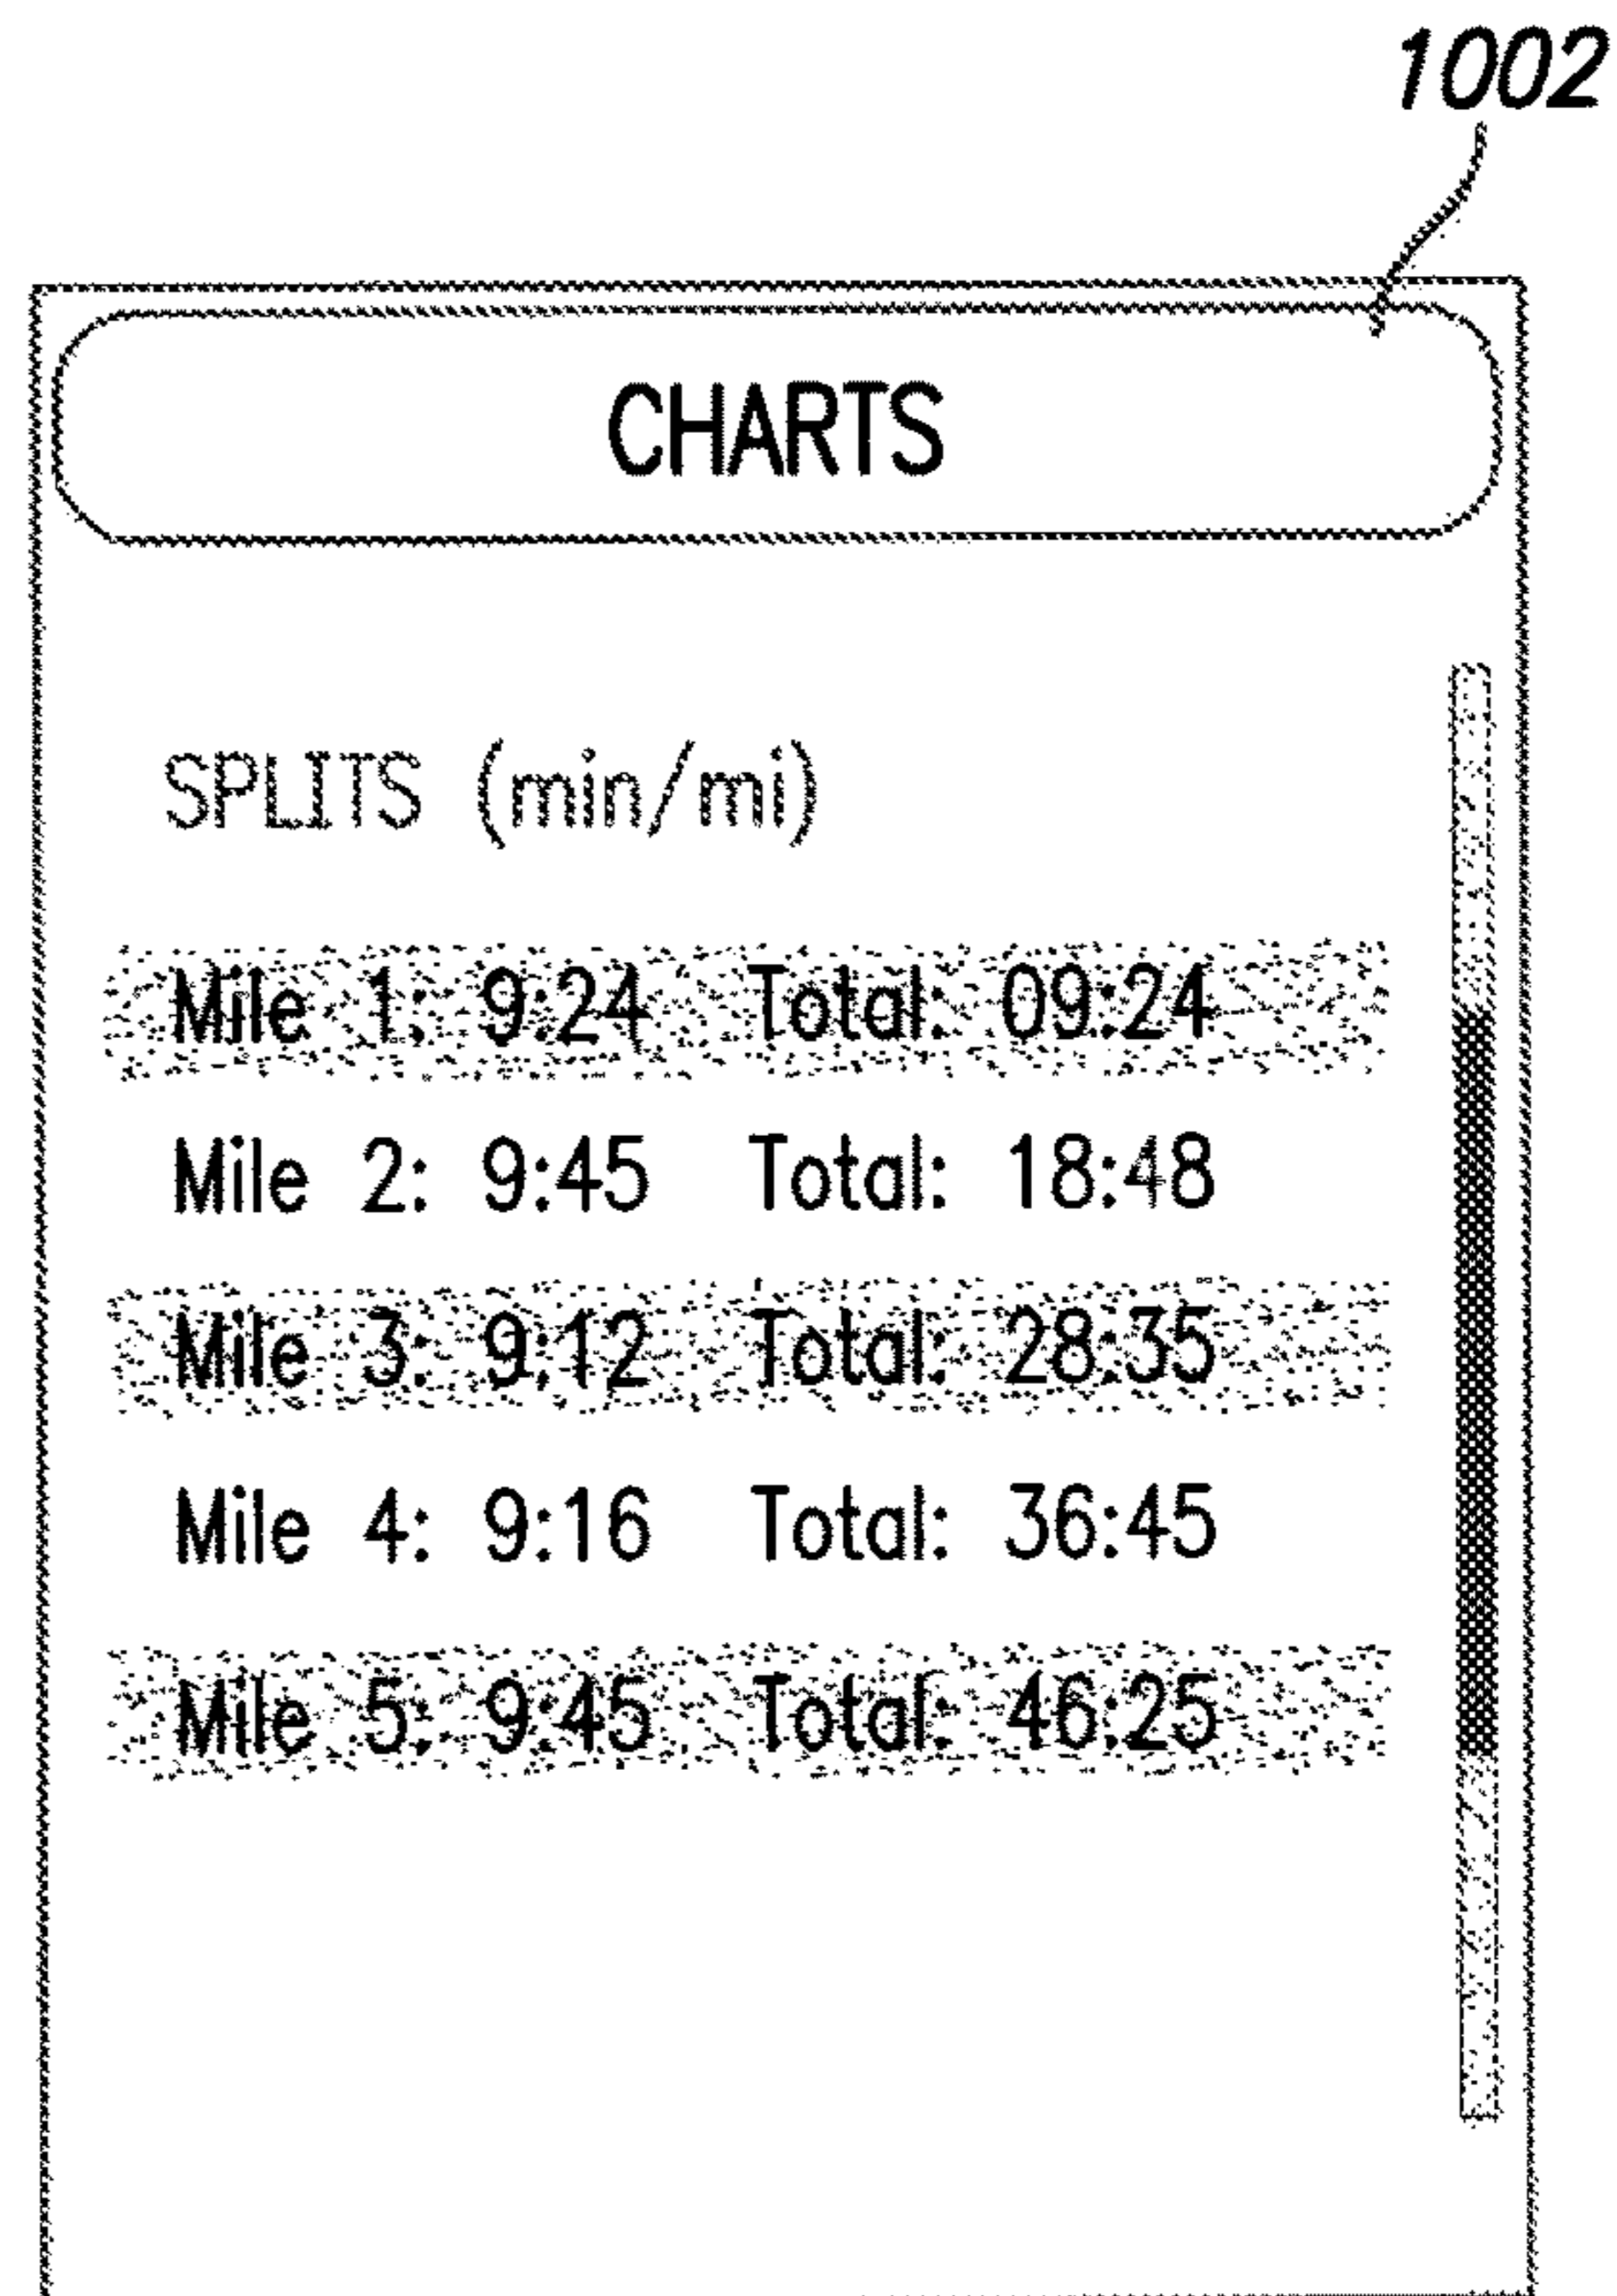 1002
CHARTS
SPLITS (min/mi)
Mile 1: 9:24 Total: 09:24
Mile 2: 9:45 Total: 18:48
Mile 3: 9:12 Total: 28:35
Mile 4: 9:16 Total: 36:45
Mile 5: 9:45 Total: 46:25